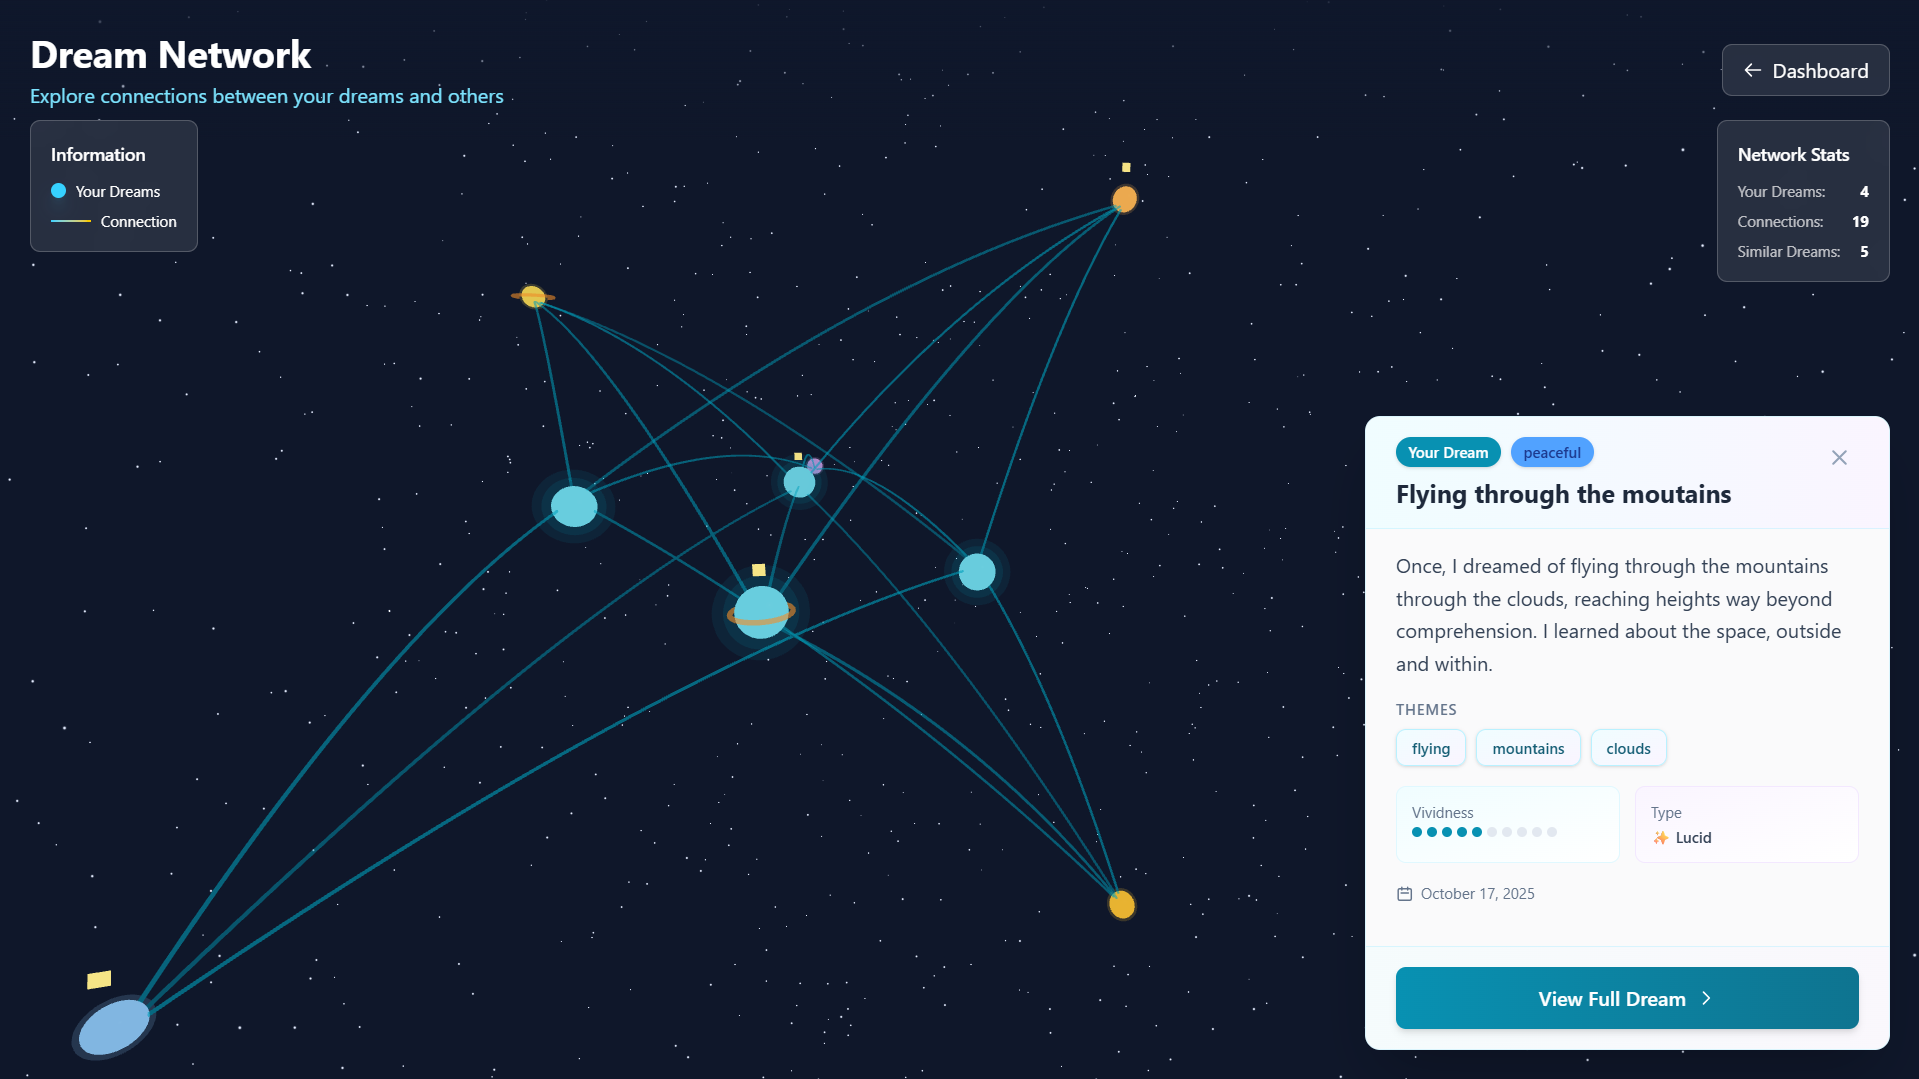 Dream Network
Explore connections between your dreams and others
Dashboard
Information
Your Dreams
Connection
Network Stats
Your Dreams: 4
Connections: 19
Similar Dreams: 5
Your Dream peaceful
Flying through the moutains
Once, I dreamed of flying through the mountains
through the clouds, reaching heights way beyond
comprehension. I learned about the space, outside
and within.
THEMES
flying mountains clouds
Vividness
Type
✨ Lucid
October 17, 2025
View Full Dream